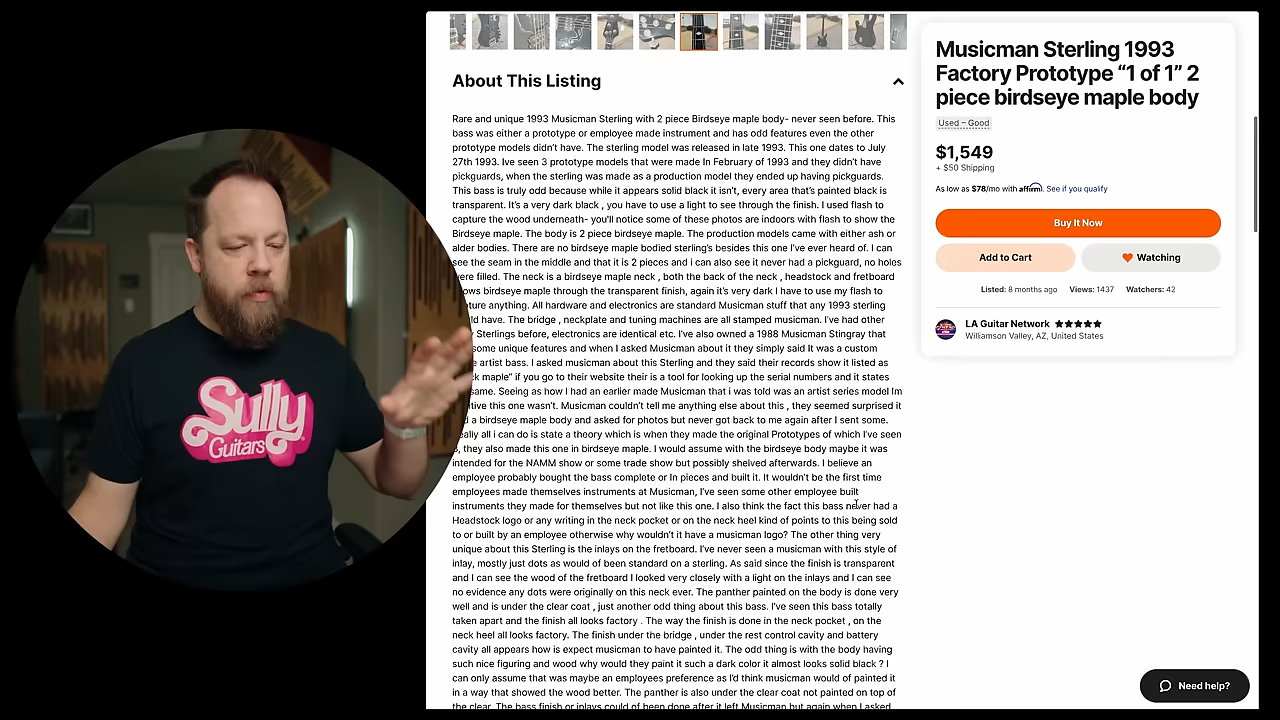 About This Listing
Rare and unique 1993 Musicman Sterling with 2 piece Birdseye maple body- never seen before. This
bass was either a prototype or employee made instrument and has odd features even the other
prototype models didn't have. The sterling model was released in late 1993. This one dates to July
27th 1993. Ive seen 3 prototype models that were made In February of 1993 and they didn't have
pickguards, when the sterling was made as a production model they ended up having pickguards.
This bass is truly odd because while it appears solid black it isn't, every area that's painted black is
transparent. It's a very dark black , you have to use a light to see through the finish. I used flash to
capture the wood underneath- you'll notice some of these photos are indoors with flash to show the
Birdseye maple. The body is 2 piece birdseye maple. The production models came with either ash or
alder bodies. There are no birdseye maple bodied sterling's besides this one I've ever heard of. I can
see the seam in the middle and that it is 2 pieces and i can also see it never had a pickguard, no holes
were filled. The neck is a birdseye maple neck , both the back of the neck , headstock and fretboard
birdseye maple through the transparent finish, again it's very dark I have to use my flash to
anything. All hardware and electronics are standard Musicman stuff that any 1993 sterling
have. The bridge , neckplate and tuning machines are all stamped musicman. I've had other
Sterlings before, electronics are identical etc. I've also owned a 1988 Musicman Stingray that
some unique features and when I asked Musicman about it they simply said It was a custom
artist bass. I asked musicman about this Sterling and they said their records show it listed as
maple" if you go to their website their is a tool for looking up the serial numbers and it states
same. Seeing as how I had an earlier made Musicman that i was told was an artist series model Im
this one wasn't. Musicman couldn't tell me anything else about this , they seemed surprised it
a birdseye maple body and asked for photos but never got back to me again after I sent some.
all i can do is state a theory which is when they made the original Prototypes of which I've seen
they also made this one in birdseye maple. I would assume with the birdseye body maybe it was
intended for the NAMM show or some trade show but possibly shelved afterwards. I believe an
employee probably bought the bass complete or In pieces and built it. It wouldn't be the first time
employees made themselves instruments at Musicman, I've seen some other employee built
instruments they made for themselves but not like this one. I also think the fact this bass never had a
Headstock logo or any writing in the neck pocket or on the neck heel kind of points to this being sold
to or built by an employee otherwise why wouldn't it have a musicman logo? The other thing very
unique about this Sterling is the inlays on the fretboard. I've never seen a musicman with this style of
inlay, mostly just dots as would of been standard on a sterling. As said since the finish is transparent
and I can see the wood of the fretboard I looked very closely with a light on the inlays and I can see
no evidence any dots were originally on this neck ever. The panther painted on the body is done very
well and is under the clear coat , just another odd thing about this bass. I've seen this bass totally
taken apart and the finish all looks factory . The way the finish is done in the neck pocket , on the
neck heel all looks factory. The finish under the bridge , under the rest control cavity and battery
cavity all appears how is expect musicman to have painted it. The odd thing is with the body having
such nice figuring and wood why would they paint it such a dark color it almost looks solid black ? I
can only assume that was maybe an employees preference as I'd think musicman would of painted it
in a way that showed the wood better. The panther is also under the clear coat not painted on top of
the clear. The bass finish or inlays could of been done after it left Musicman but again when I asked
Musicman Sterling 1993
Factory Prototype “1 of 1” 2
piece birdseye maple body
Used – Good
$1,549
+ $50 Shipping
As low as $78/mo with affirm. See if you qualify
Buy It Now
Add to Cart
Watching
Listed: 8 months ago Views: 1437 Watchers: 42
LA Guitar Network ★★★★★
Williamson Valley, AZ, United States
Need help?
Sully
Guitars